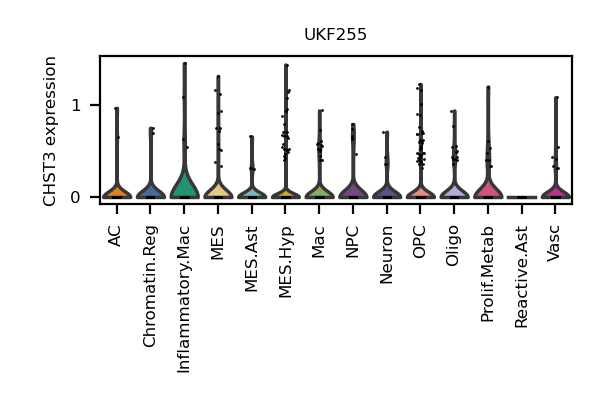 UKF255
CHST3 expression
1
0
AC
Chromatin.Reg
Inflammatory.Mac
MES
MES.Ast
MES.Hyp
Mac
NPC
Neuron
OPC
Oligo
Prolif.Metab
Reactive.Ast
Vasc